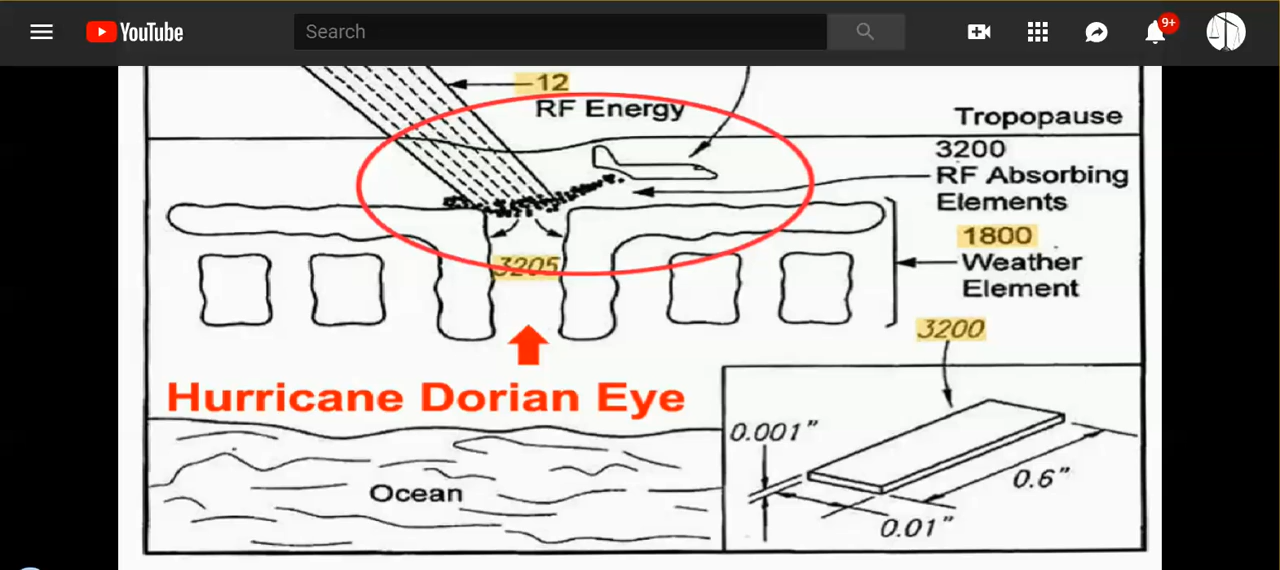 YouTube
Search
9+
12
RF Energy
Tropopause
3200
RF Absorbing
Elements
1800
Weather
Element
3205
3200
Hurricane Dorian Eye
0.001"
0.6"
0.01"
Ocean